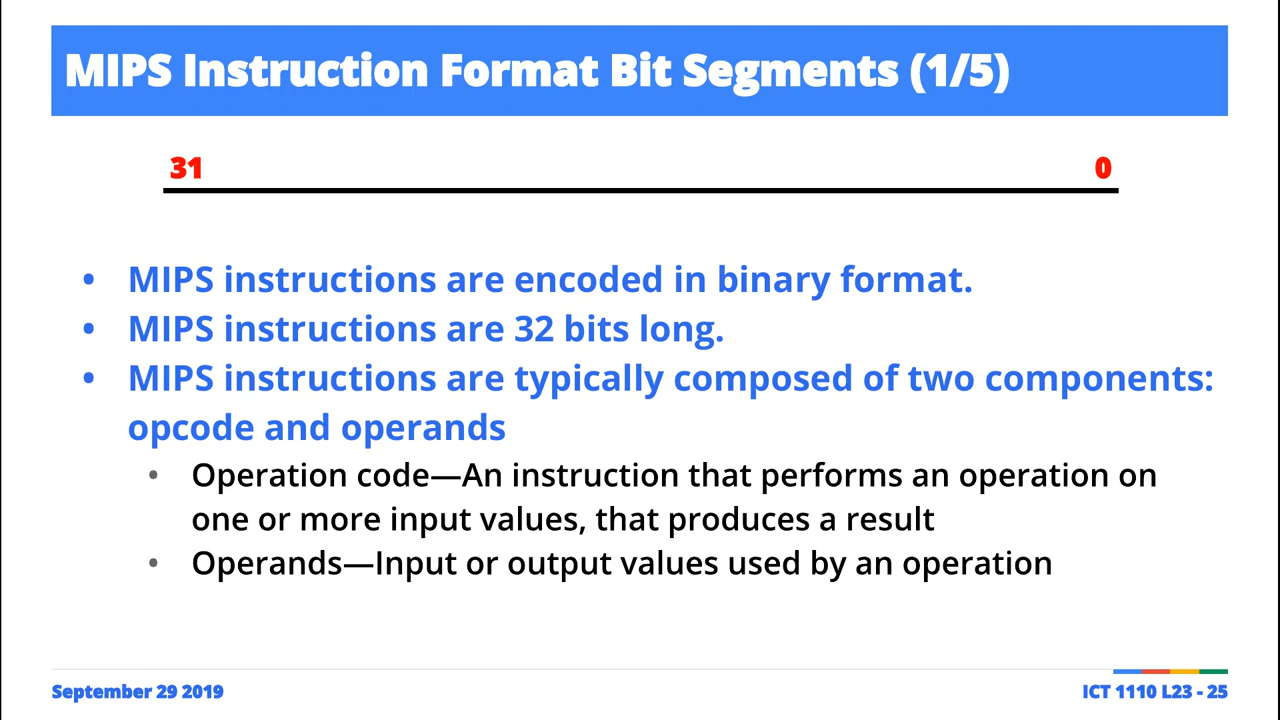 MIPS Instruction Format Bit Segments (1/5)
31 0
• MIPS instructions are encoded in binary format.
• MIPS instructions are 32 bits long.
• MIPS instructions are typically composed of two components:
opcode and operands
• Operation code—An instruction that performs an operation on
one or more input values, that produces a result
• Operands—Input or output values used by an operation
September 29 2019 ICT 1110 L23 - 25